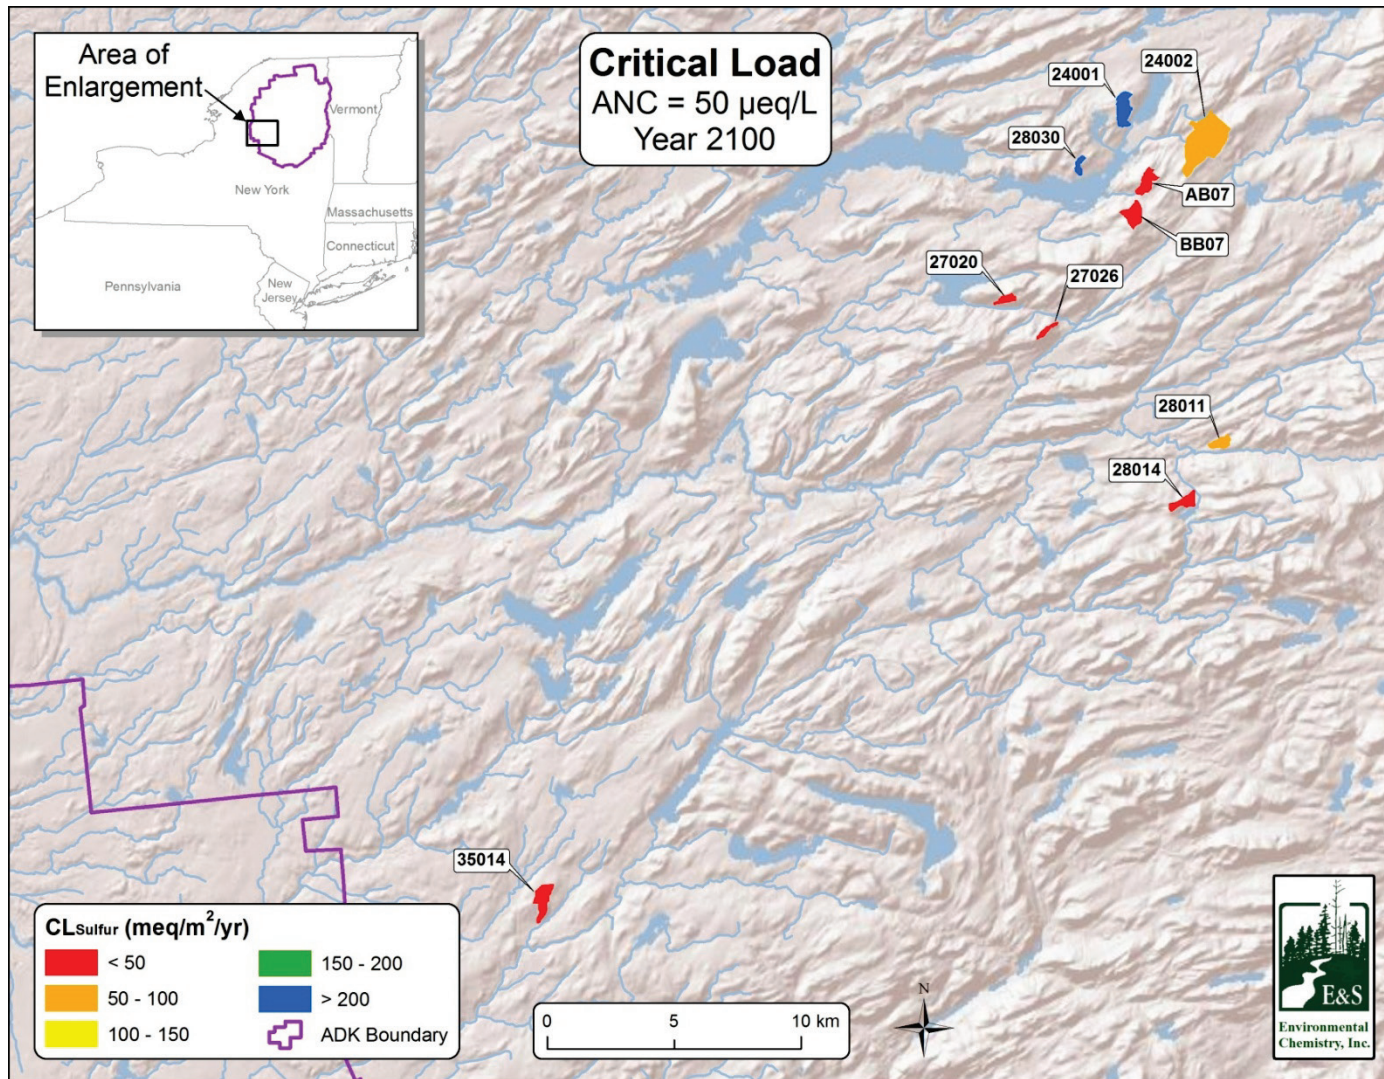 Area of
Enlargement
Vermont
New York
Massachusetts
Connecticut
Pennsylvania
New
Jersey
Critical Load
ANC = 50 µeq/L
Year 2100
24001
24002
28030
AB07
BB07
27020
27026
28011
28014
35014
CLSulfur (meq/m²/yr)
< 50
50 - 100
100 - 150
150 - 200
> 200
ADK Boundary
0 5 10 km
N
E&S
Environmental
Chemistry, Inc.